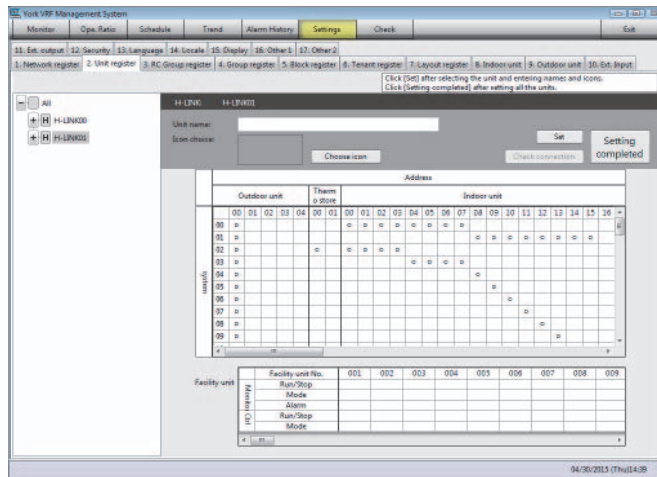 York VRF Management System
Monitor Ope. Ratio Schedule Trend Alarm History Settings Check Exit
11. Ext. output 12. Security 13. Language 14. Locale 15. Display 16. Other1 17. Other2
1. Network register 2. Unit register 3. RC Group register 4. Group register 5. Block register 6. Tenant register 7. Layout register 8. Indoor unit 9. Outdoor unit 10. Ext. Input
Click [Set] after selecting the unit and entering names and icons.
Click [Setting completed] after setting all the units.
All
H H-LINK00
H H-LINK01
H-LINK: H-LINK01
Unit name:
Icon choice:
Choose icon
Set
Check connection
Setting completed
Address
Outdoor unit Therm o store Indoor unit
00 01 02 03 04 00 01 00 01 02 03 04 05 06 07 08 09 10 11 12 13 14 15 16
system
00 o o o o o o o o o
01 o o o o o o o o o
02 o o o o o o
03 o o o o o
04 o o
05 o o
06 o o
07 o o
08 o o
09 o o
Facility unit
Facility unit No. 001 002 003 004 005 006 007 008 009
Monitor
Run/Stop
Mode
Alarm
Cnt
Run/Stop
Mode
04/30/2015 (Thu)14:39